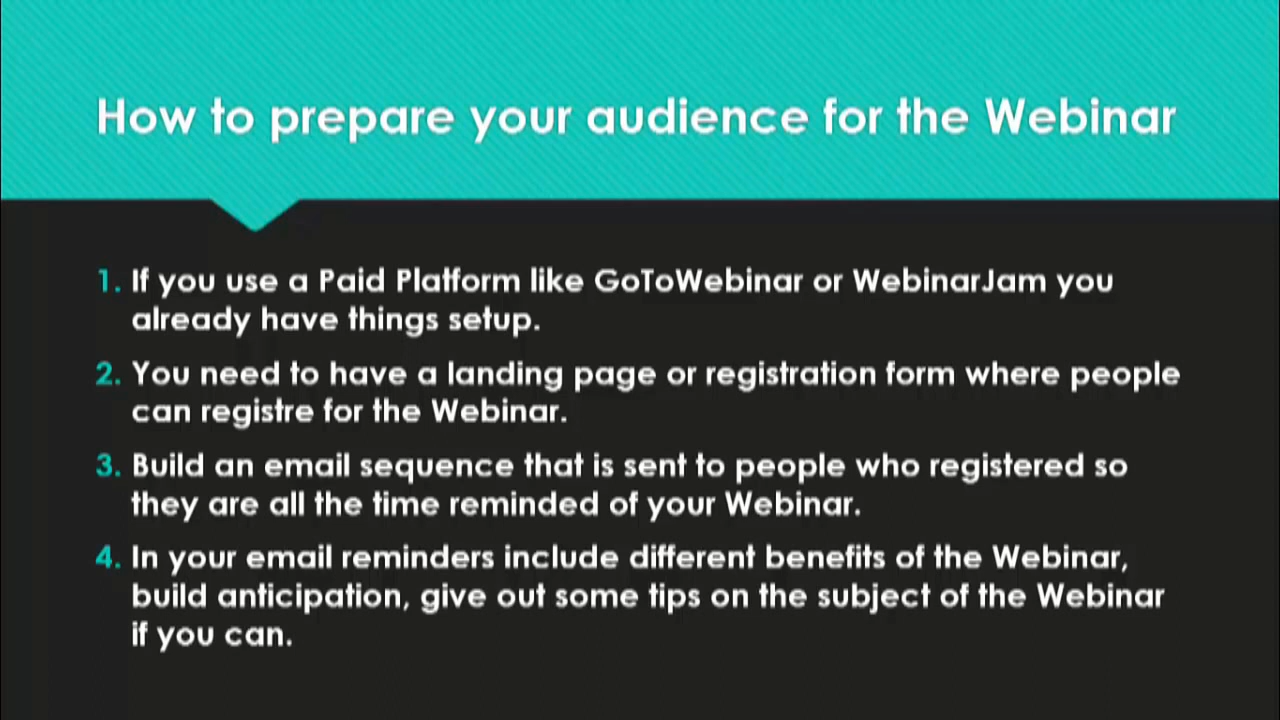 How to prepare your audience for the Webinar
1. If you use a Paid Platform like GoToWebinar or WebinarJam you
already have things setup.
2. You need to have a landing page or registration form where people
can registre for the Webinar.
3. Build an email sequence that is sent to people who registered so
they are all the time reminded of your Webinar.
4. In your email reminders include different benefits of the Webinar,
build anticipation, give out some tips on the subject of the Webinar
if you can.